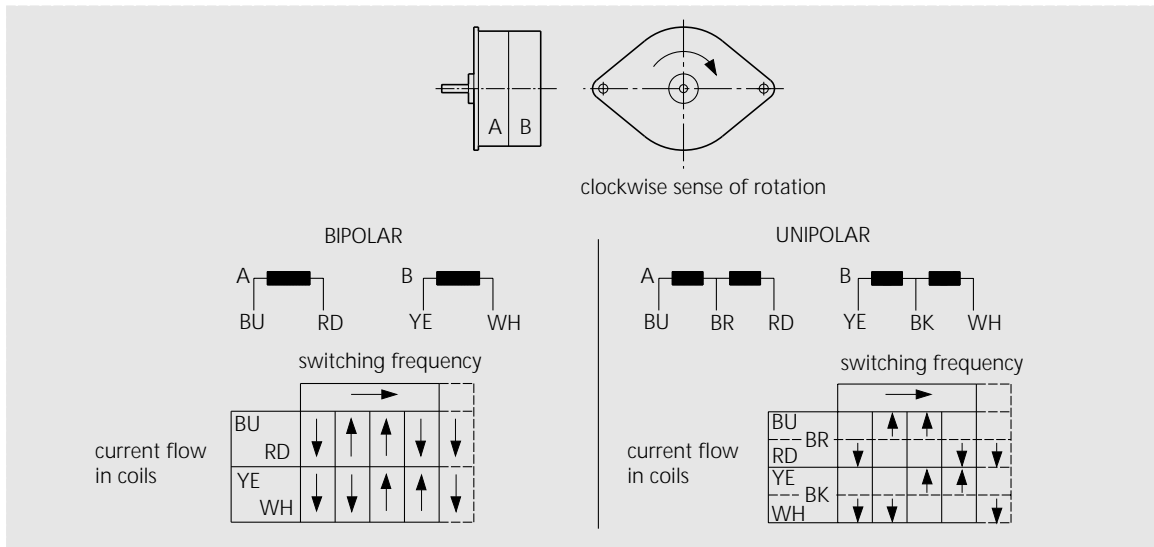 A B
clockwise sense of rotation
BIPOLAR
A B
BU RD YE WH
switching frequency
BU
RD
YE
WH
current flow
in coils
UNIPOLAR
A B
BU BR RD YE BK WH
switching frequency
BU
BR
RD
YE
BK
WH
current flow
in coils